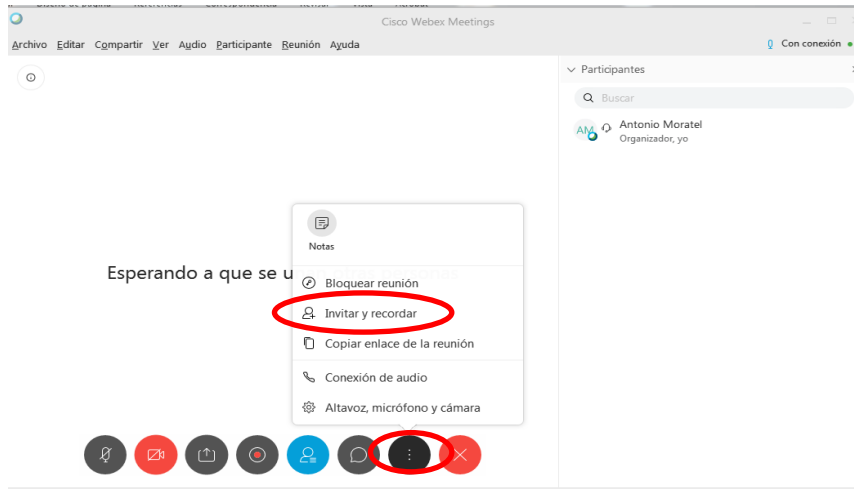 Cisco Webex Meetings
Archivo Editar Compartir Ver Audio Participante Reunión Ayuda
Con conexión
Participantes
Buscar
AM
Antonio Moratel
Organizador, yo
Notas
Esperando a que se u
Bloquear reunión
Invitar y recordar
Copiar enlace de la reunión
Conexión de audio
Altavoz, micrófono y cámara